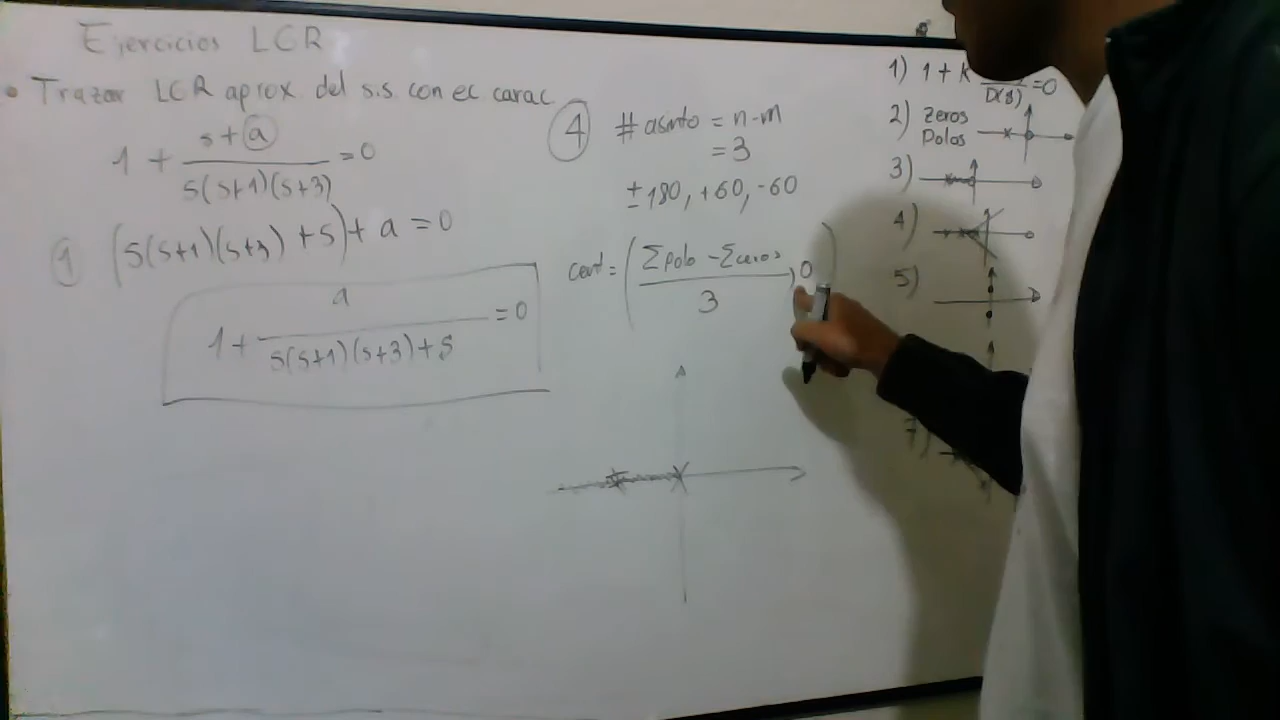 Ejercicios LGR
• Trazar LGR aprox. del sis con ec carac
1 + s+a / s(s+1)(s+3) = 0
1 (s(s+1)(s+3) + s) + a = 0
1 + a / s(s+1)(s+3)+s = 0
4 # asinto = n-m
= 3
±180, +60, -60
cent = (Σpolo - Σceros / 3 , 0)
1) 1 + K D(s) = 0
2) Zeros
Polos
3)
4)
5)
7)